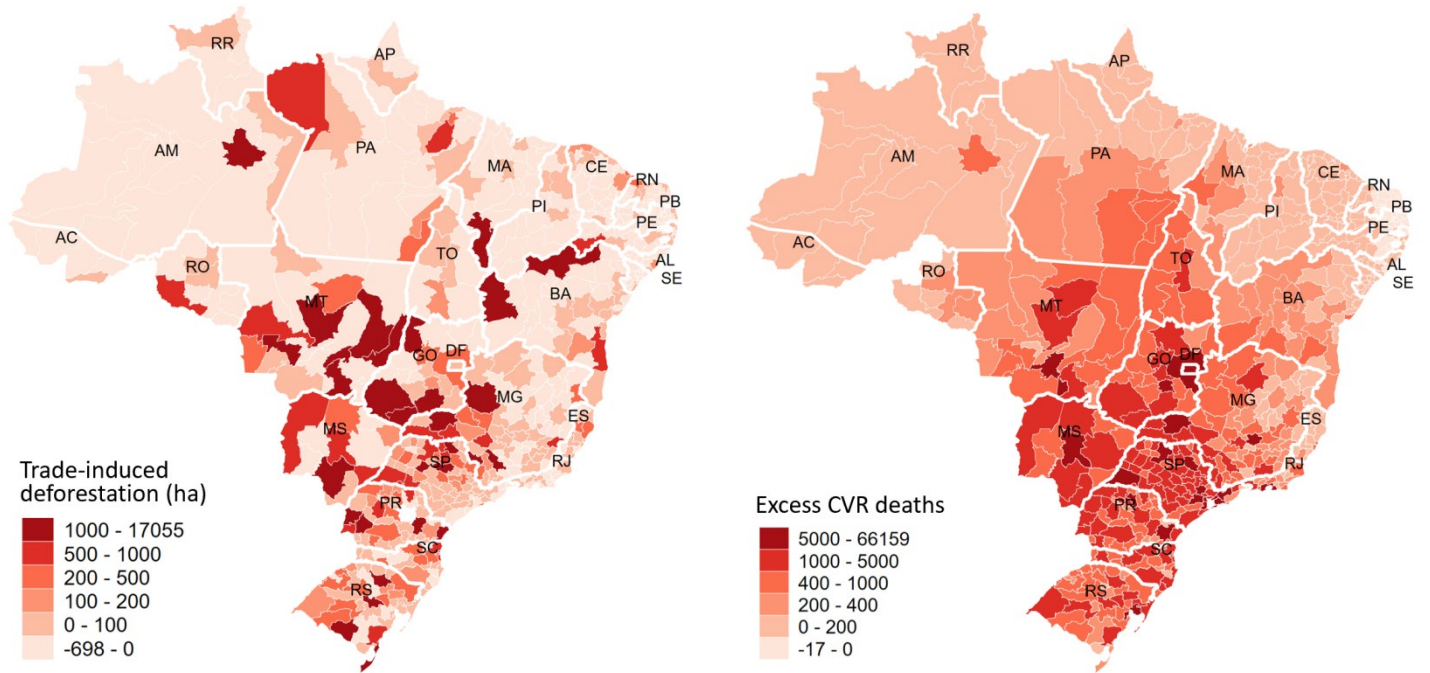 RR
AP
AM
PA
MA
CE
RN
PB
PI
PE
AC
TO
RO
AL
SE
BA
MT
GO
DF
MG
ES
MS
SP
RJ
PR
SC
RS
Trade-induced
deforestation (ha)
1000 - 17055
500 - 1000
200 - 500
100 - 200
0 - 100
-698 - 0
RR
AP
AM
PA
MA
CE
RN
PB
PI
PE
AC
TO
RO
AL
SE
BA
MT
GO
DF
MG
ES
MS
SP
RJ
PR
SC
RS
Excess CVR deaths
5000 - 66159
1000 - 5000
400 - 1000
200 - 400
0 - 200
-17 - 0